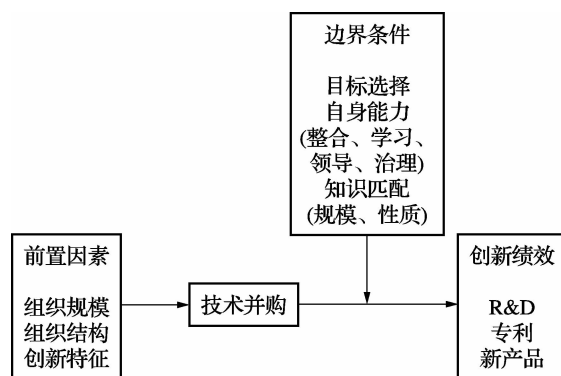 边界条件
目标选择
自身能力
(整合、学习、
领导、治理)
知识匹配
(规模、性质)
前置因素
组织规模
组织结构
创新特征
技术并购
创新绩效
R&D
专利
新产品